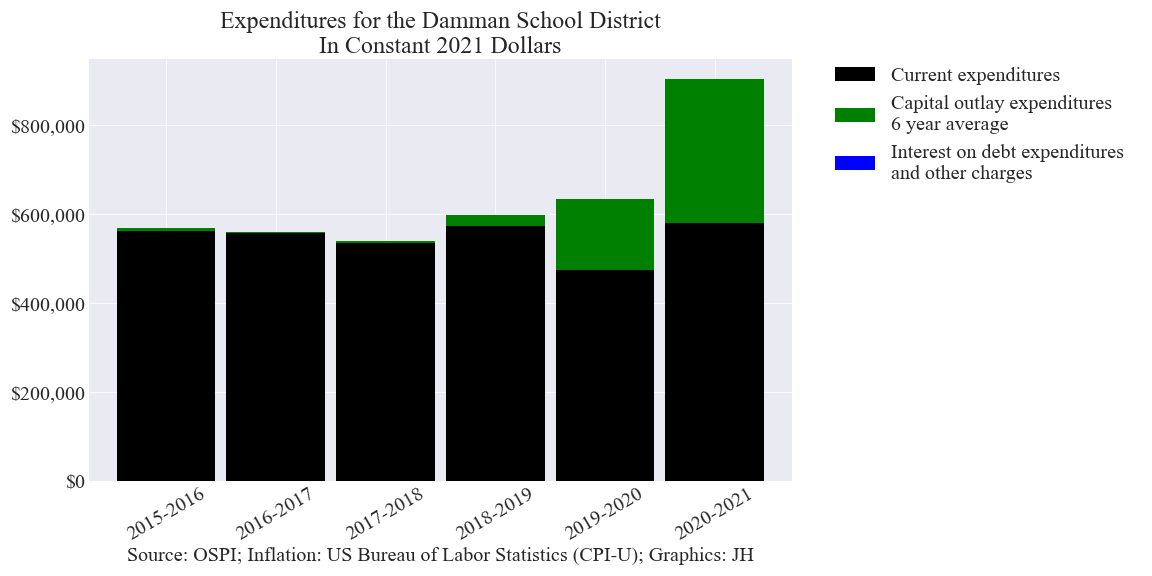 Expenditures for the Damman School District
In Constant 2021 Dollars
Current expenditures
Capital outlay expenditures
6 year average
Interest on debt expenditures
and other charges
$800,000
$600,000
$400,000
$200,000
$0
2015-2016
2016-2017
2017-2018
2018-2019
2019-2020
2020-2021
Source: OSPI; Inflation: US Bureau of Labor Statistics (CPI-U); Graphics: JH